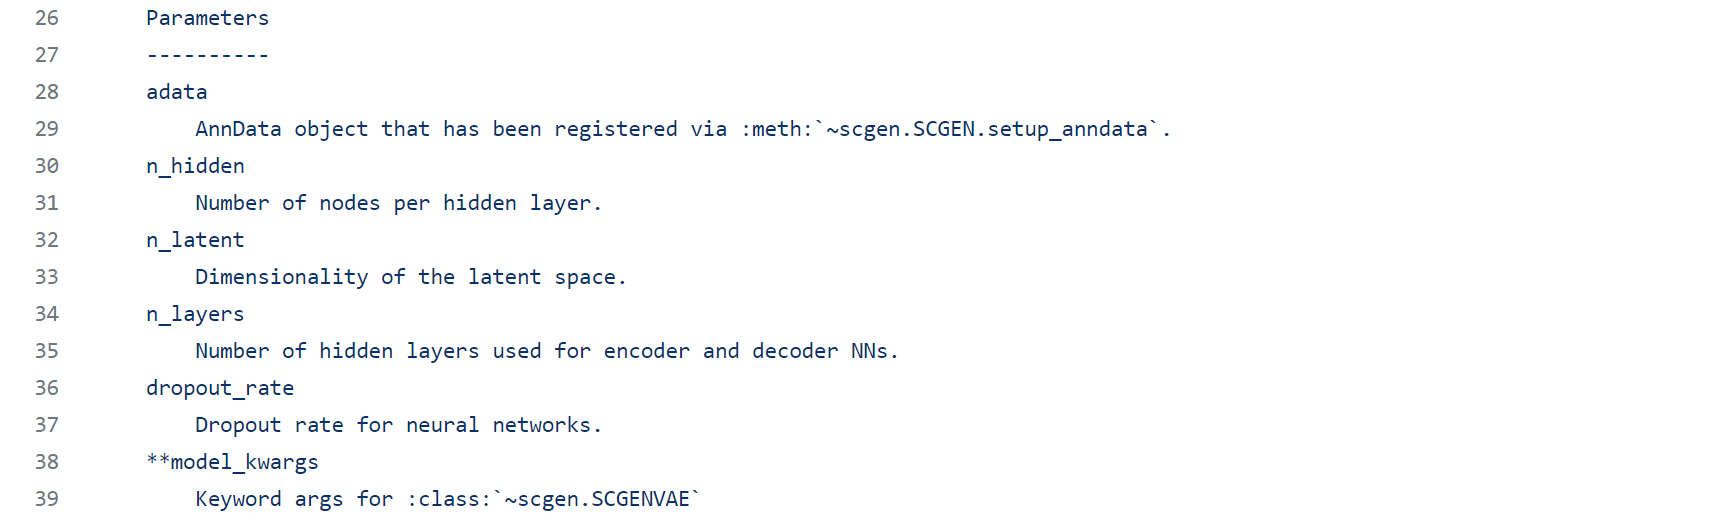 26 Parameters
27 ----------
28 adata
29 AnnData object that has been registered via :meth:`~scgen.SCGEN.setup_anndata`.
30 n_hidden
31 Number of nodes per hidden layer.
32 n_latent
33 Dimensionality of the latent space.
34 n_layers
35 Number of hidden layers used for encoder and decoder NNs.
36 dropout_rate
37 Dropout rate for neural networks.
38 **model_kwargs
39 Keyword args for :class:`~scgen.SCGENVAE`